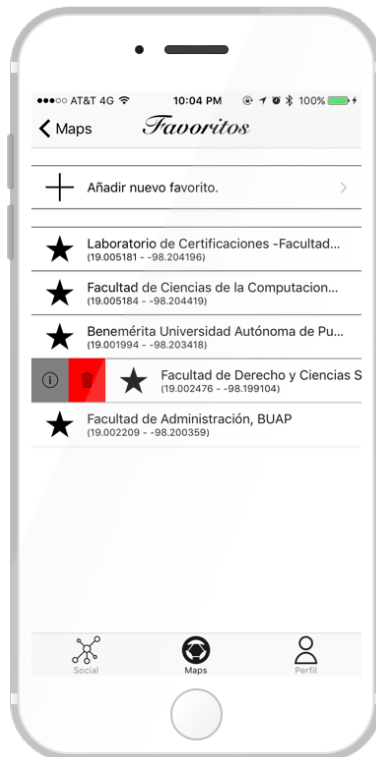 AT&T 4G 10:04 PM 100%
Maps Favoritos
Añadir nuevo favorito.
Laboratorio de Certificaciones -Facultad...
(19.005181 - -98.204196)
Facultad de Ciencias de la Computacion...
(19.005184 - -98.204419)
Benemérita Universidad Autónoma de Pu...
(19.001994 - -98.203418)
Facultad de Derecho y Ciencias S
(19.002476 - -98.199104)
Facultad de Administración, BUAP
(19.002209 - -98.200359)
Social Maps Perfil